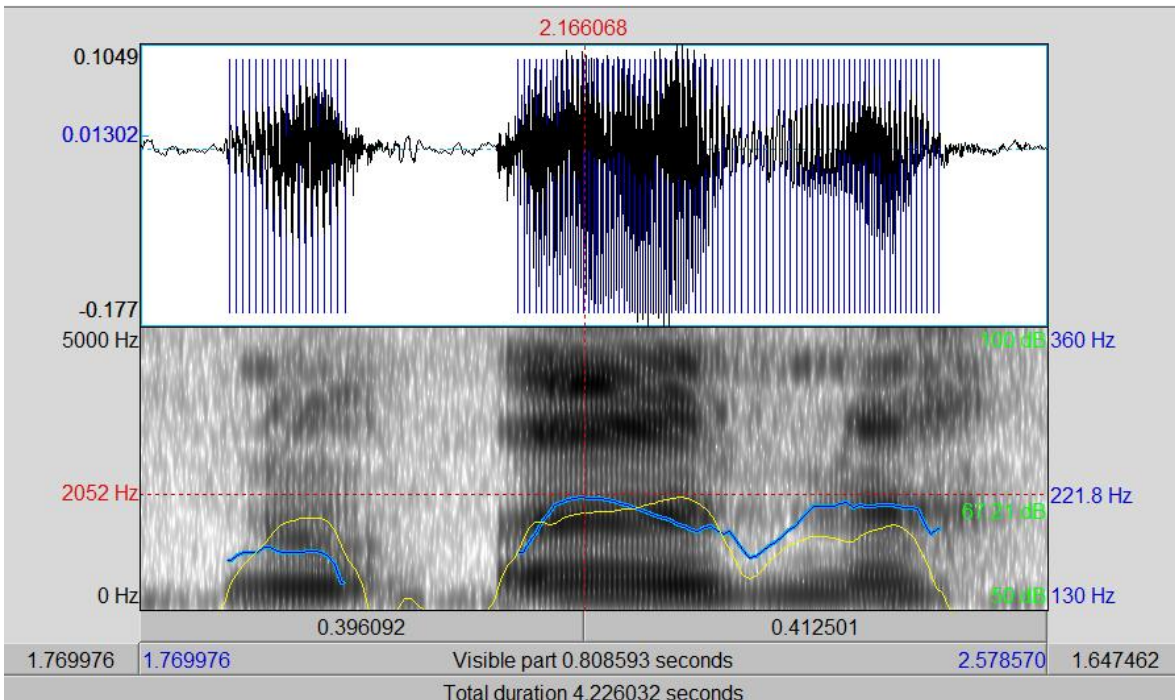 2.166068
0.1049
0.01302
-0.177
5000 Hz 100 dB 360 Hz
2052 Hz 221.8 Hz
67.21 dB
0 Hz 50 dB 130 Hz
0.396092 0.412501
1.769976 1.769976 Visible part 0.808593 seconds 2.578570 1.647462
Total duration 4.226032 seconds